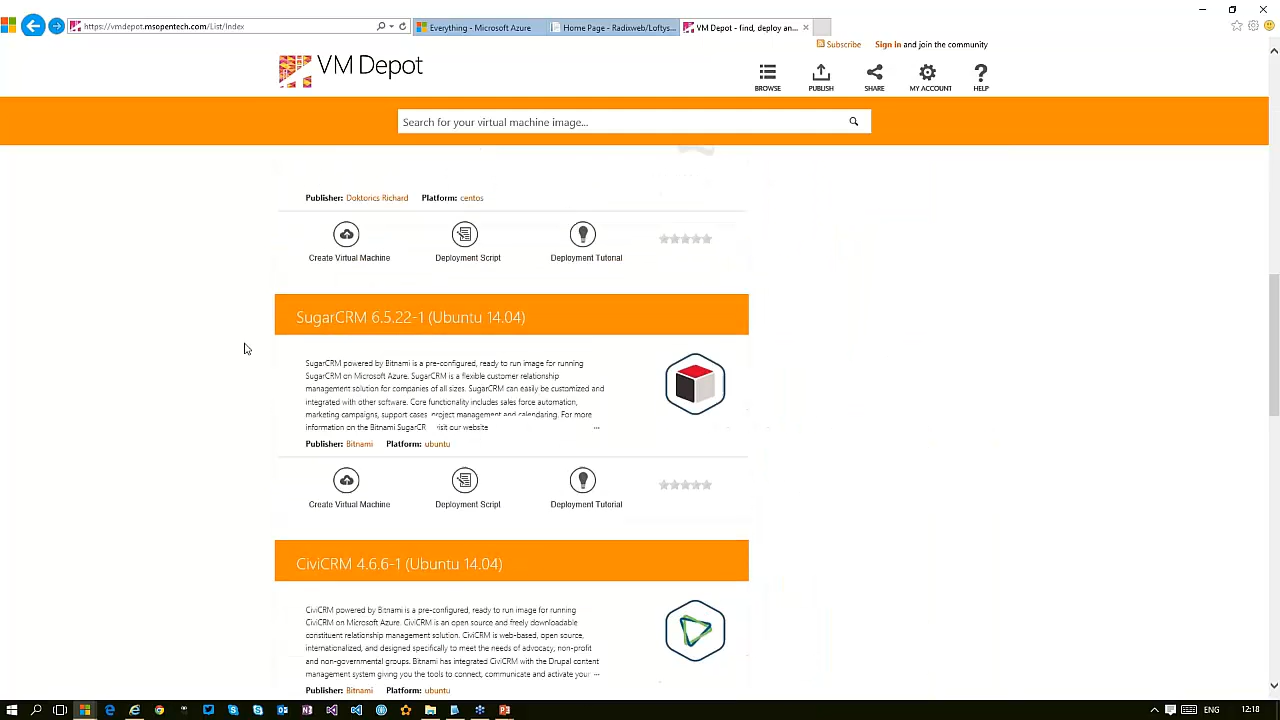 https://vmdepot.msopentech.com/List/Index
Everything - Microsoft Azure
Home Page - Radixweb/Loftys...
VM Depot - find, deploy an...
Subscribe
Sign in and join the community
VM Depot
BROWSE
PUBLISH
SHARE
MY ACCOUNT
HELP
Search for your virtual machine image...
Publisher: Doktorics Richard Platform: centos
Create Virtual Machine
Deployment Script
Deployment Tutorial
SugarCRM 6.5.22-1 (Ubuntu 14.04)
SugarCRM powered by Bitnami is a pre-configured, ready to run image for running
SugarCRM on Microsoft Azure. SugarCRM is a flexible customer relationship
management solution for companies of all sizes. SugarCRM can easily be customized and
integrated with other software. Core functionality includes sales force automation,
marketing campaigns, support cases project management and calendaring. For more
information on the Bitnami SugarCR isit our website ...
Publisher: Bitnami Platform: ubuntu
Create Virtual Machine
Deployment Script
Deployment Tutorial
CiviCRM 4.6.6-1 (Ubuntu 14.04)
CiviCRM powered by Bitnami is a pre-configured, ready to run image for running
CiviCRM on Microsoft Azure. CiviCRM is an open source and freely downloadable
constituent relationship management solution. CiviCRM is web-based, open source,
internationalized, and designed specifically to meet the needs of advocacy, non-profit
and non-governmental groups. Bitnami has integrated CiviCRM with the Drupal content
management system giving you the tools to connect, communicate and activate your ...
Publisher: Bitnami Platform: ubuntu
ENG
12:18